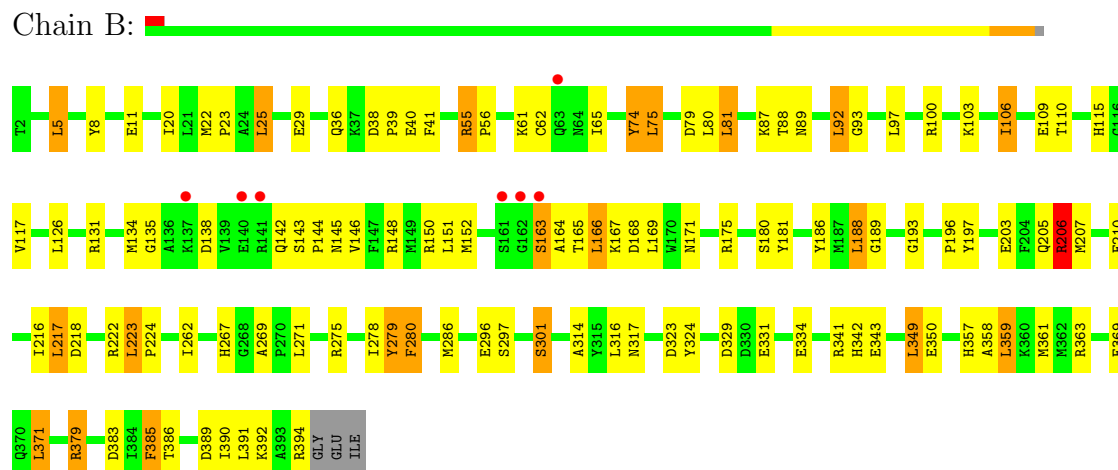 Chain B:
T2 L5 Y8 E11 I20 L21 M22 P23 A24 L25 E29 Q36 K37 D38 P39 E40 F41 R55 P56 K61 C62 Q63 N64 I65 Y74 L75 D79 L80 L81 K87 T88 N89 L92 G93 L97 R100 K103 I106 E109 T110 H115 G116
V117 L126 R131 M134 G135 A136 K137 D138 V139 E140 R141 Q142 S143 P144 N145 V146 F147 R148 M149 R150 L151 M152 S161 G162 S163 A164 T165 L166 K167 D168 L169 W170 N171 R175 S180 Y181 Y186 M187 L188 G189 G193 P196 Y197 E203 F204 Q205 R206 M207
I216 L217 D218 R222 L223 P224 I262 H267 G268 A269 P270 L271 R275 I278 Y279 F280 M286 E296 S297 S301 A314 Y315 L316 N317 D323 Y324 D329 D330 E331 E334 R341 H342 E343 L349 E350 H357 A358 L359 K360 M361 M362 R363
Q370 L371 R379 D383 I384 F385 T386 D389 I390 L391 K392 A393 R394 GLY GLU ILE